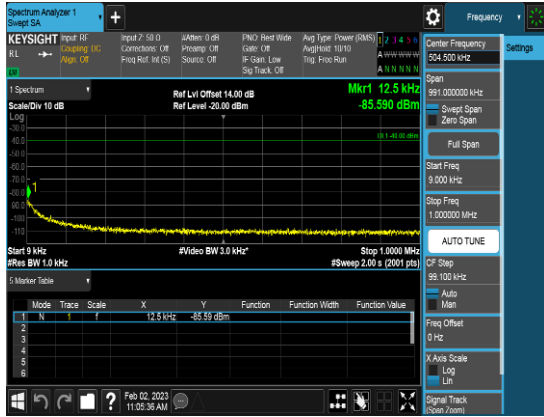 Spectrum Analyzer 1
Swept SA
+
Frequency
KEYSIGHT
RL
Input: RF
Coupling: DC
Align: Off
Input Z: 50 Ω
Corrections: Off
Freq Ref: Int (S)
#Atten: 0 dB
Preamp: Off
Source: Off
PNO: Best Wide
Gate: Off
IF Gain: Low
Sig Track: Off
Avg Type: Power (RMS)
Avg|Hold: 10/10
Trig: Free Run
1 2 3 4 5 6
A W W W W W
A N N N N N
1 Spectrum
Scale/Div 10 dB
Ref Lvl Offset 14.00 dB
Ref Level -20.00 dBm
Mkr1 12.5 kHz
-85.590 dBm
Log
-30.0
-40.0
-50.0
-60.0
-70.0
-80.0
-90.0
-100
-110
DL1 -40.00 dBm
1
Start 9 kHz
#Res BW 1.0 kHz
#Video BW 3.0 kHz*
Stop 1.0000 MHz
#Sweep 2.00 s (2001 pts)
5 Marker Table
Mode Trace Scale X Y Function Function Width Function Value
1 N 1 f 12.5 kHz -85.59 dBm
2
3
4
5
6
Feb 02, 2023
11:05:36 AM
Center Frequency
504.500 kHz
Settings
Span
991.000000 kHz
Swept Span
Zero Span
Full Span
Start Freq
9.000 kHz
Stop Freq
1.000000 MHz
AUTO TUNE
CF Step
99.100 kHz
Auto
Man
Freq Offset
0 Hz
X Axis Scale
Log
Lin
Signal Track
(Span Zoom)